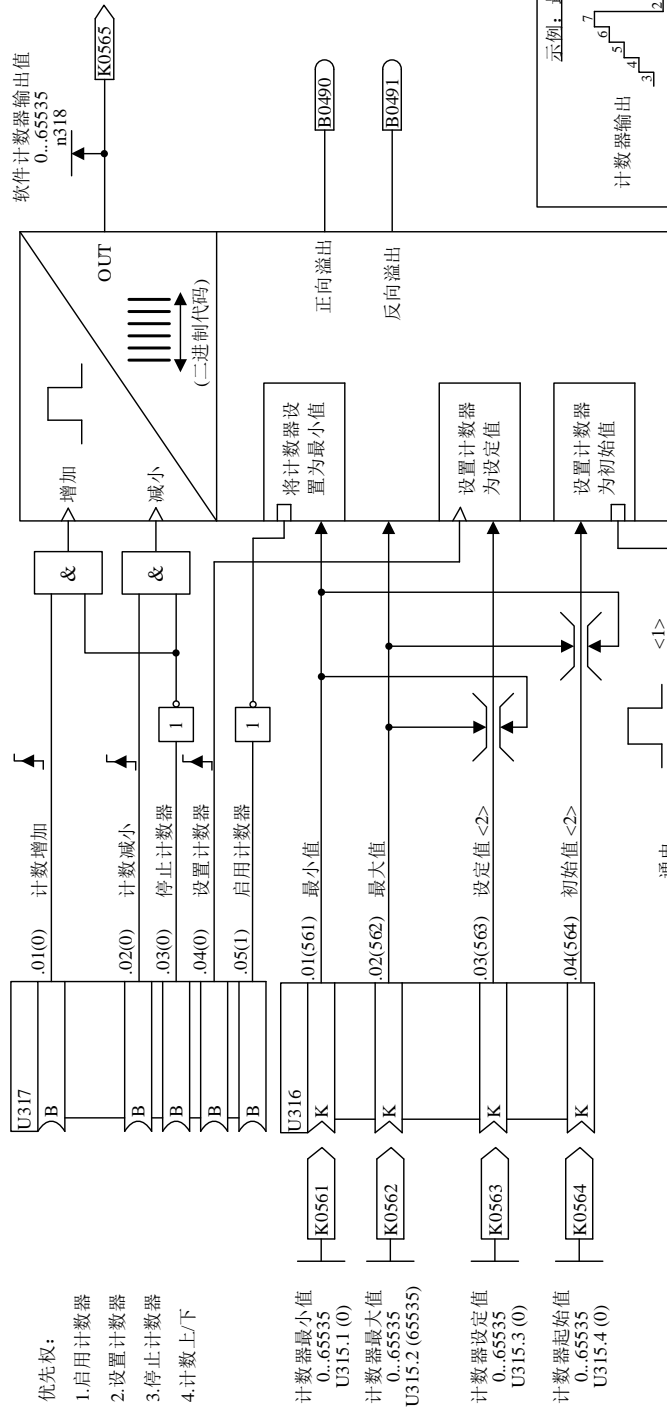 优先权：
1.启用计数器
2.设置计数器
3.停止计数器
4.计数上/下
U317
B
.01(0)
计数增加
B
.02(0)
计数减小
B
.03(0)
停止计数器
B
.04(0)
设置计数器
B
.05(1)
启用计数器
&
&
1
1
增加
减小
OUT
(二进制代码)
软件计数器输出值
0...65535
n318
K0565
计数器最小值
0...65535
U315.1 (0)
K0561
计数器最大值
0...65535
U315.2 (65535)
K0562
计数器设定值
0...65535
U315.3 (0)
K0563
计数器起始值
0...65535
U315.4 (0)
K0564
U316
K
.01(561)
最小值
K
.02(562)
最大值
K
.03(563)
设定值 <2>
K
.04(564)
初始值 <2>
将计数器设
置为最小值
设置计数器
为设定值
设置计数器
为初始值
正向溢出
B0490
反向溢出
B0491
<1>
示例：
计数器输出
3
4
5
6
7
2